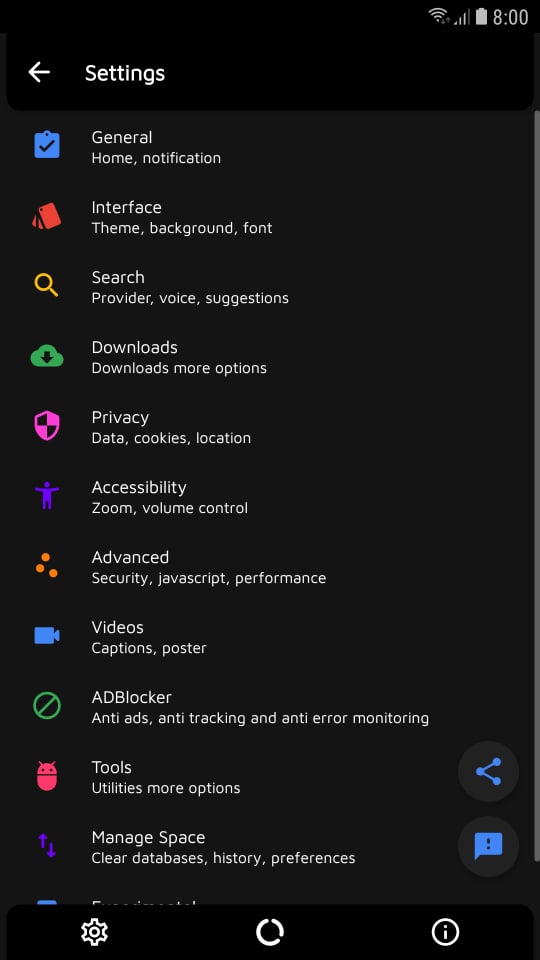 8:00
Settings
General
Home, notification
Interface
Theme, background, font
Search
Provider, voice, suggestions
Downloads
Downloads more options
Privacy
Data, cookies, location
Accessibility
Zoom, volume control
Advanced
Security, javascript, performance
Videos
Captions, poster
ADBlocker
Anti ads, anti tracking and anti error monitoring
Tools
Utilities more options
Manage Space
Clear databases, history, preferences